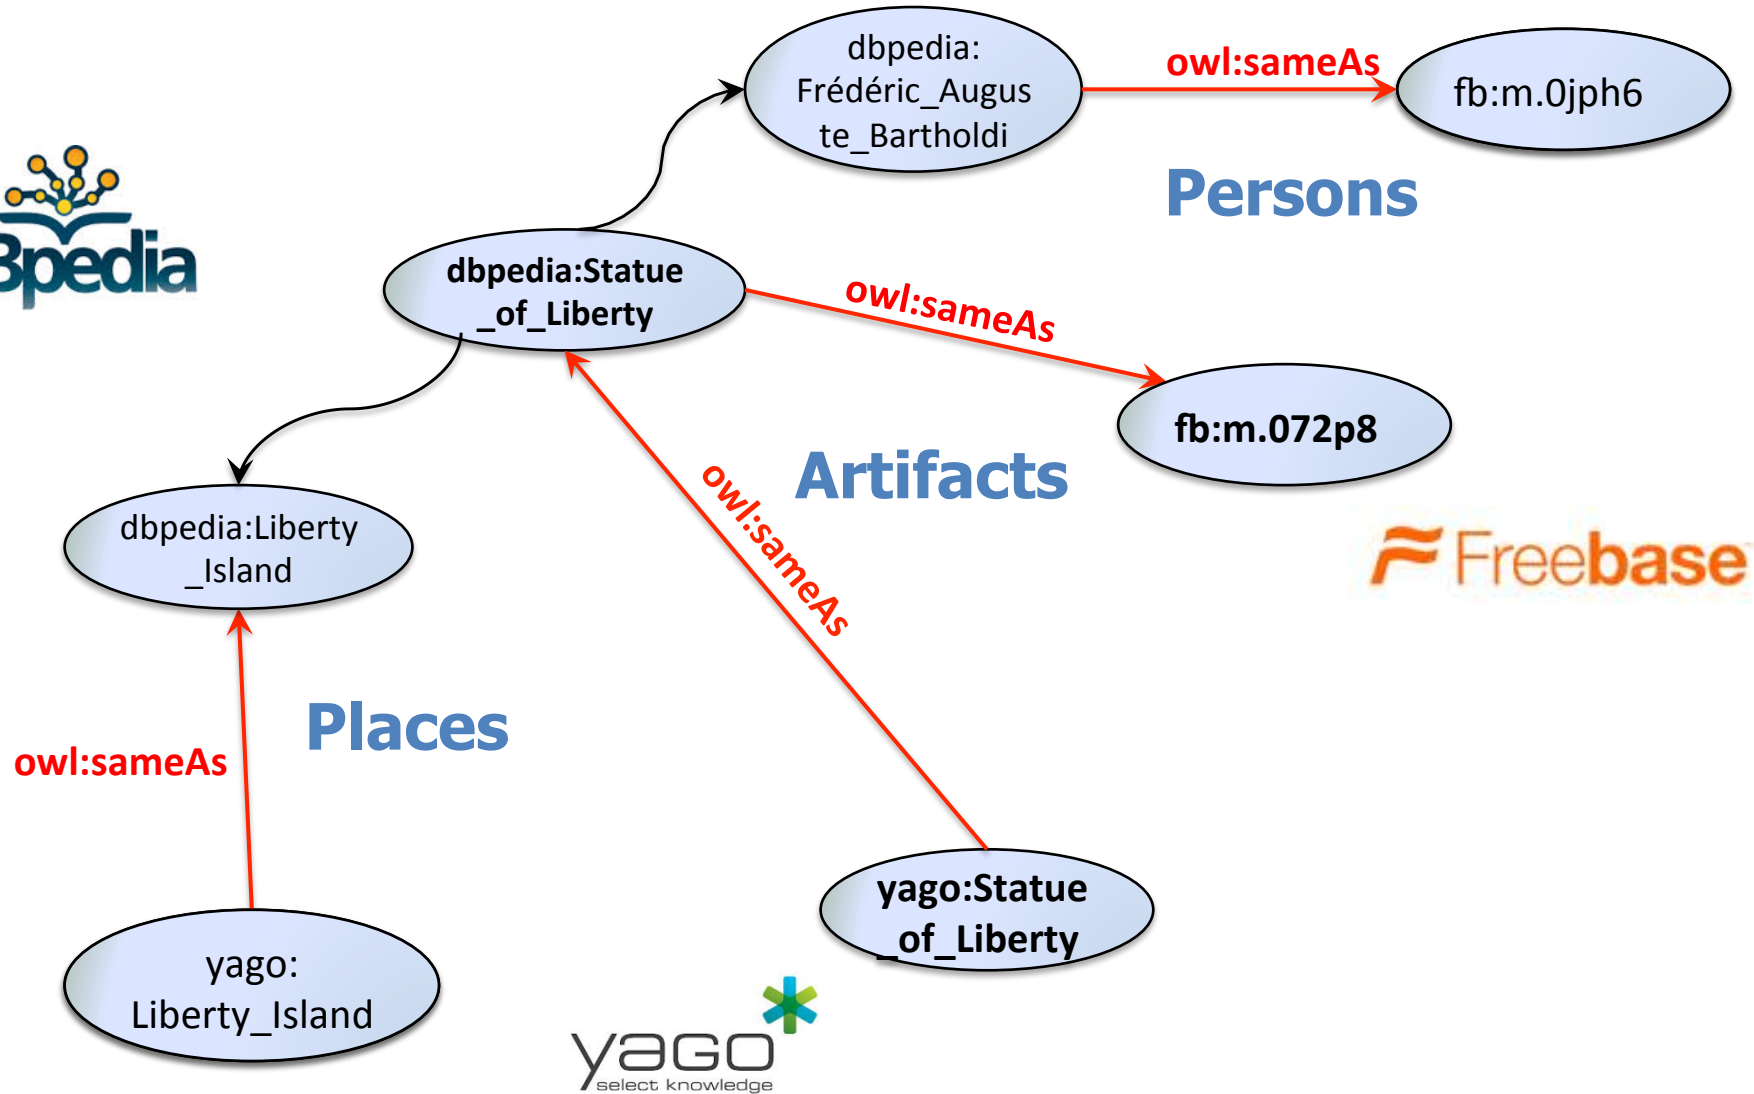 dbpedia:
Frédéric_Augus
te_Bartholdi
owl:sameAs
fb:m.0jph6
Persons
Bpedia
dbpedia:Statue
_of_Liberty
owl:sameAs
fb:m.072p8
Artifacts
owl:sameAs
dbpedia:Liberty
_Island
Freebase
Places
owl:sameAs
yago:Statue
_of_Liberty
yago:
Liberty_Island
yago
select knowledge